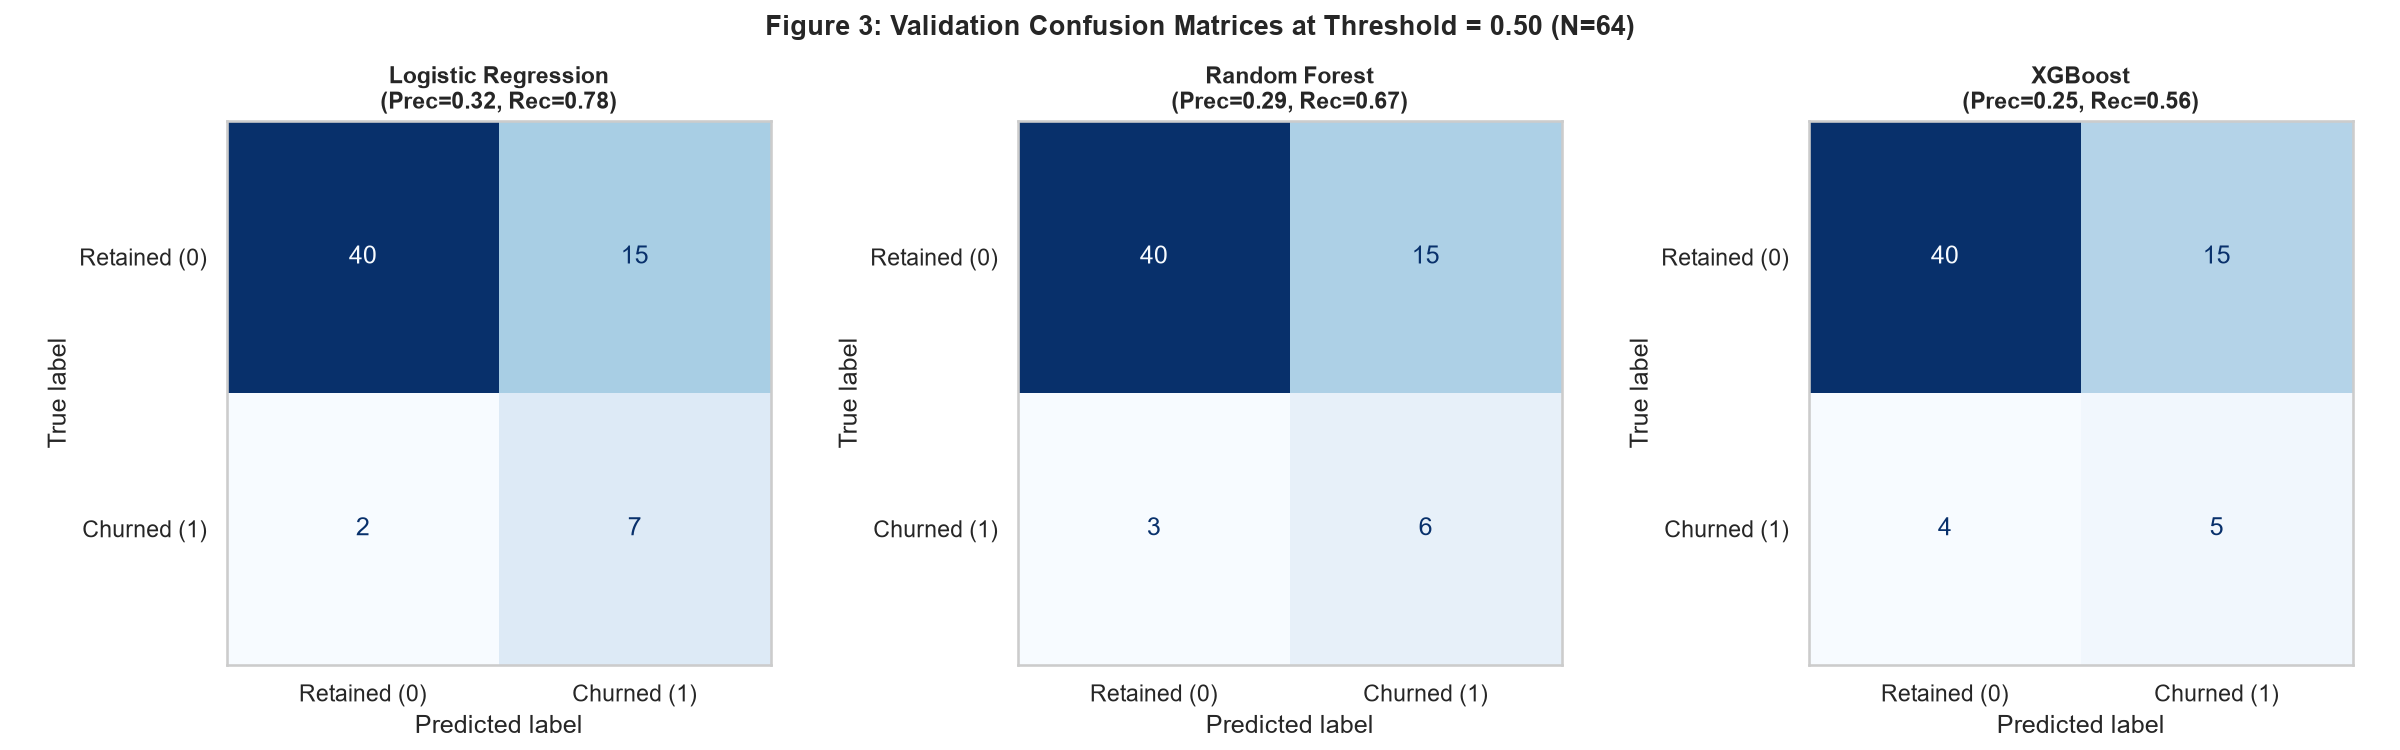 Figure 3: Validation Confusion Matrices at Threshold = 0.50 (N=64)
Logistic Regression
(Prec=0.32, Rec=0.78)
True label
Retained (0)
40
15
Churned (1)
2
7
Retained (0)
Churned (1)
Predicted label
Random Forest
(Prec=0.29, Rec=0.67)
True label
Retained (0)
40
15
Churned (1)
3
6
Retained (0)
Churned (1)
Predicted label
XGBoost
(Prec=0.25, Rec=0.56)
True label
Retained (0)
40
15
Churned (1)
4
5
Retained (0)
Churned (1)
Predicted label